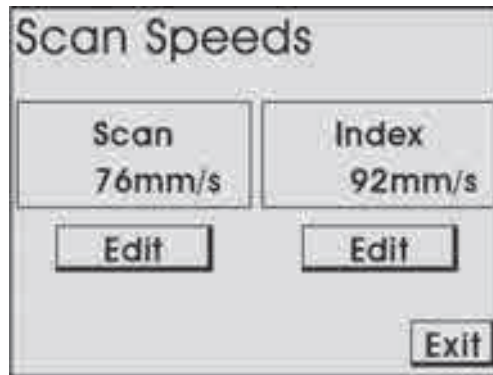 Scan Speeds
Scan Index
76mm/s 92mm/s
Edit Edit
Exit